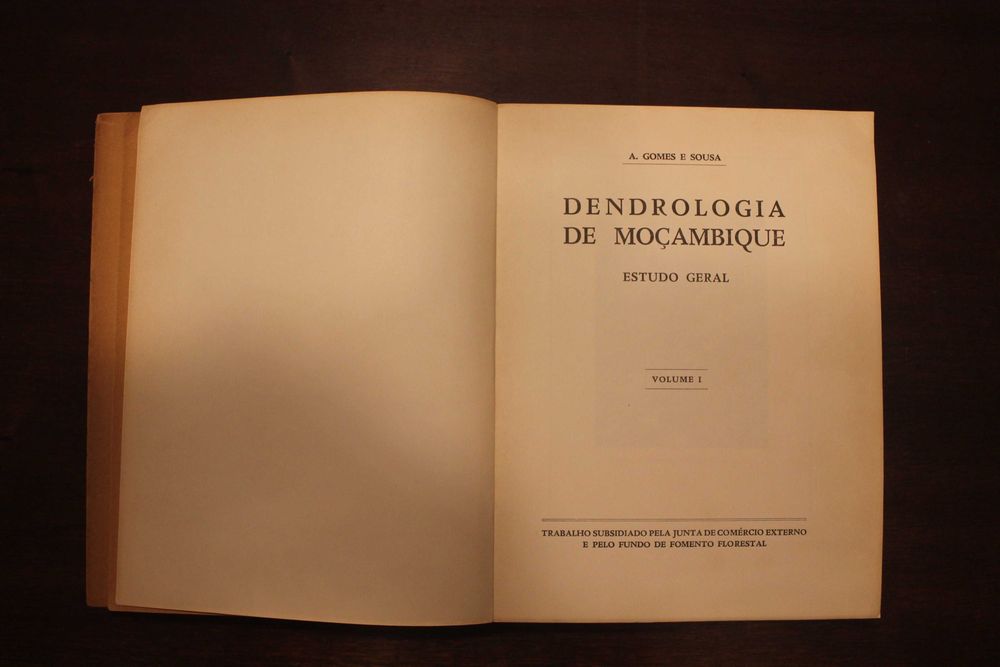 A. GOMES E SOUSA
DENDROLOGIA
DE MOÇAMBIQUE
ESTUDO GERAL
VOLUME I
TRABALHO SUBSIDIADO PELA JUNTA DE COMÉRCIO EXTERNO
E PELO FUNDO DE FOMENTO FLORESTAL